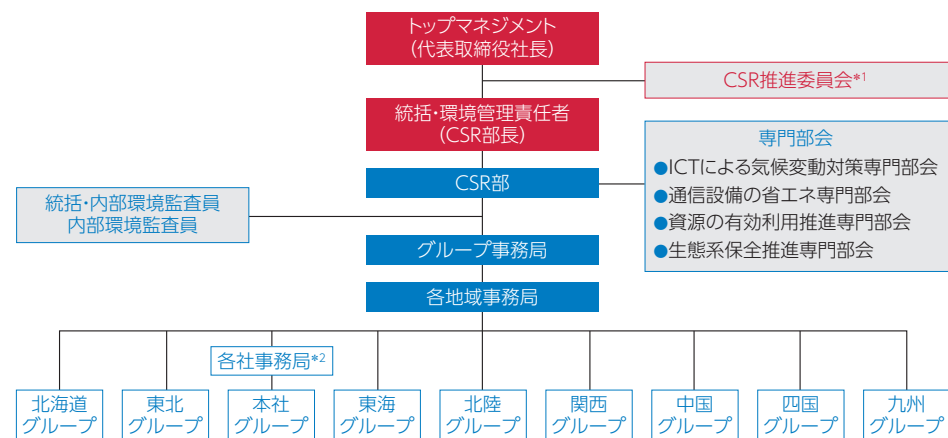 トップマネジメント
(代表取締役社長)
CSR推進委員会*1
統括・環境管理責任者
(CSR部長)
専門部会
●ICTによる気候変動対策専門部会
●通信設備の省エネ専門部会
●資源の有効利用推進専門部会
●生態系保全推進専門部会
CSR部
統括・内部環境監査員
内部環境監査員
グループ事務局
各地域事務局
各社事務局*2
北海道
グループ
東北
グループ
本社
グループ
東海
グループ
北陸
グループ
関西
グループ
中国
グループ
四国
グループ
九州
グループ